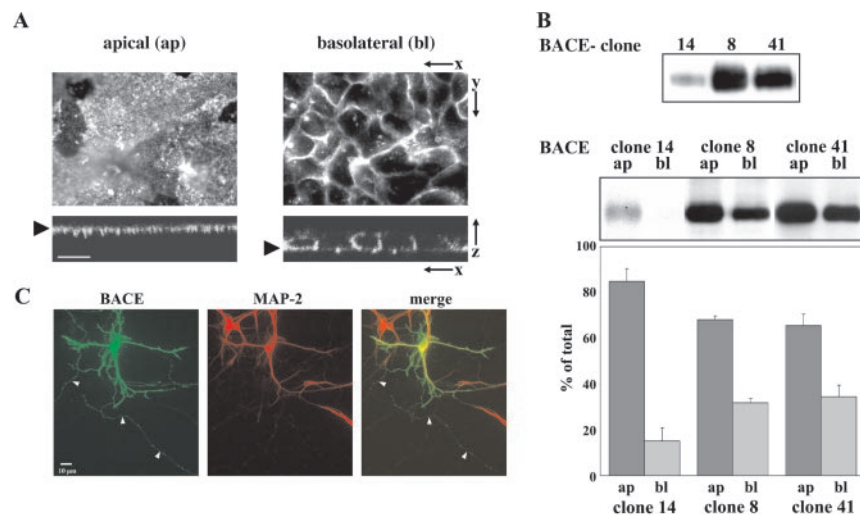 A
apical (ap)
basolateral (bl)
x
y
z
x
B
BACE- clone 14 8 41
BACE clone 14 clone 8 clone 41
ap bl ap bl ap bl
100
80
60
40
20
0
% of total
ap bl ap bl ap bl
clone 14 clone 8 clone 41
C
BACE MAP-2 merge
10 µm